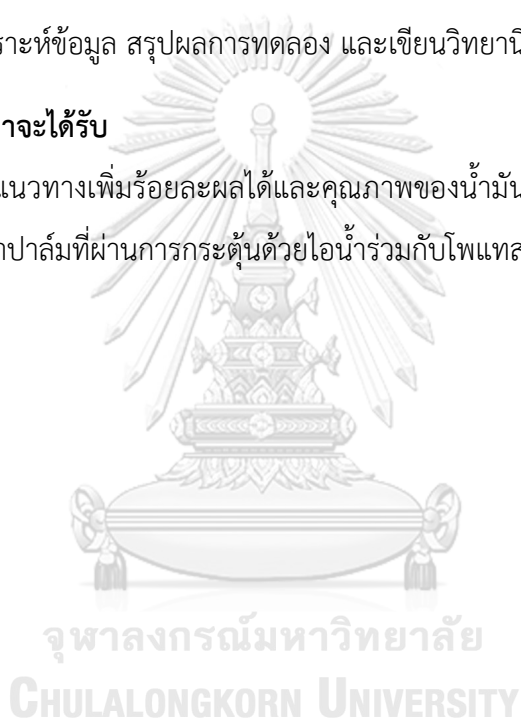 ราะห์ข้อมูล สรุปผลการทดลอง และเขียนวิทยานิ
าจะได้รับ
แนวทางเพิ่มร้อยละผลได้และคุณภาพของน้ำมัน
าปาล์มที่ผ่านการกระตุ้นด้วยไอน้ำร่วมกับโพแทส
จุฬาลงกรณ์มหาวิทยาลัย
CHULALONGKORN UNIVERSITY